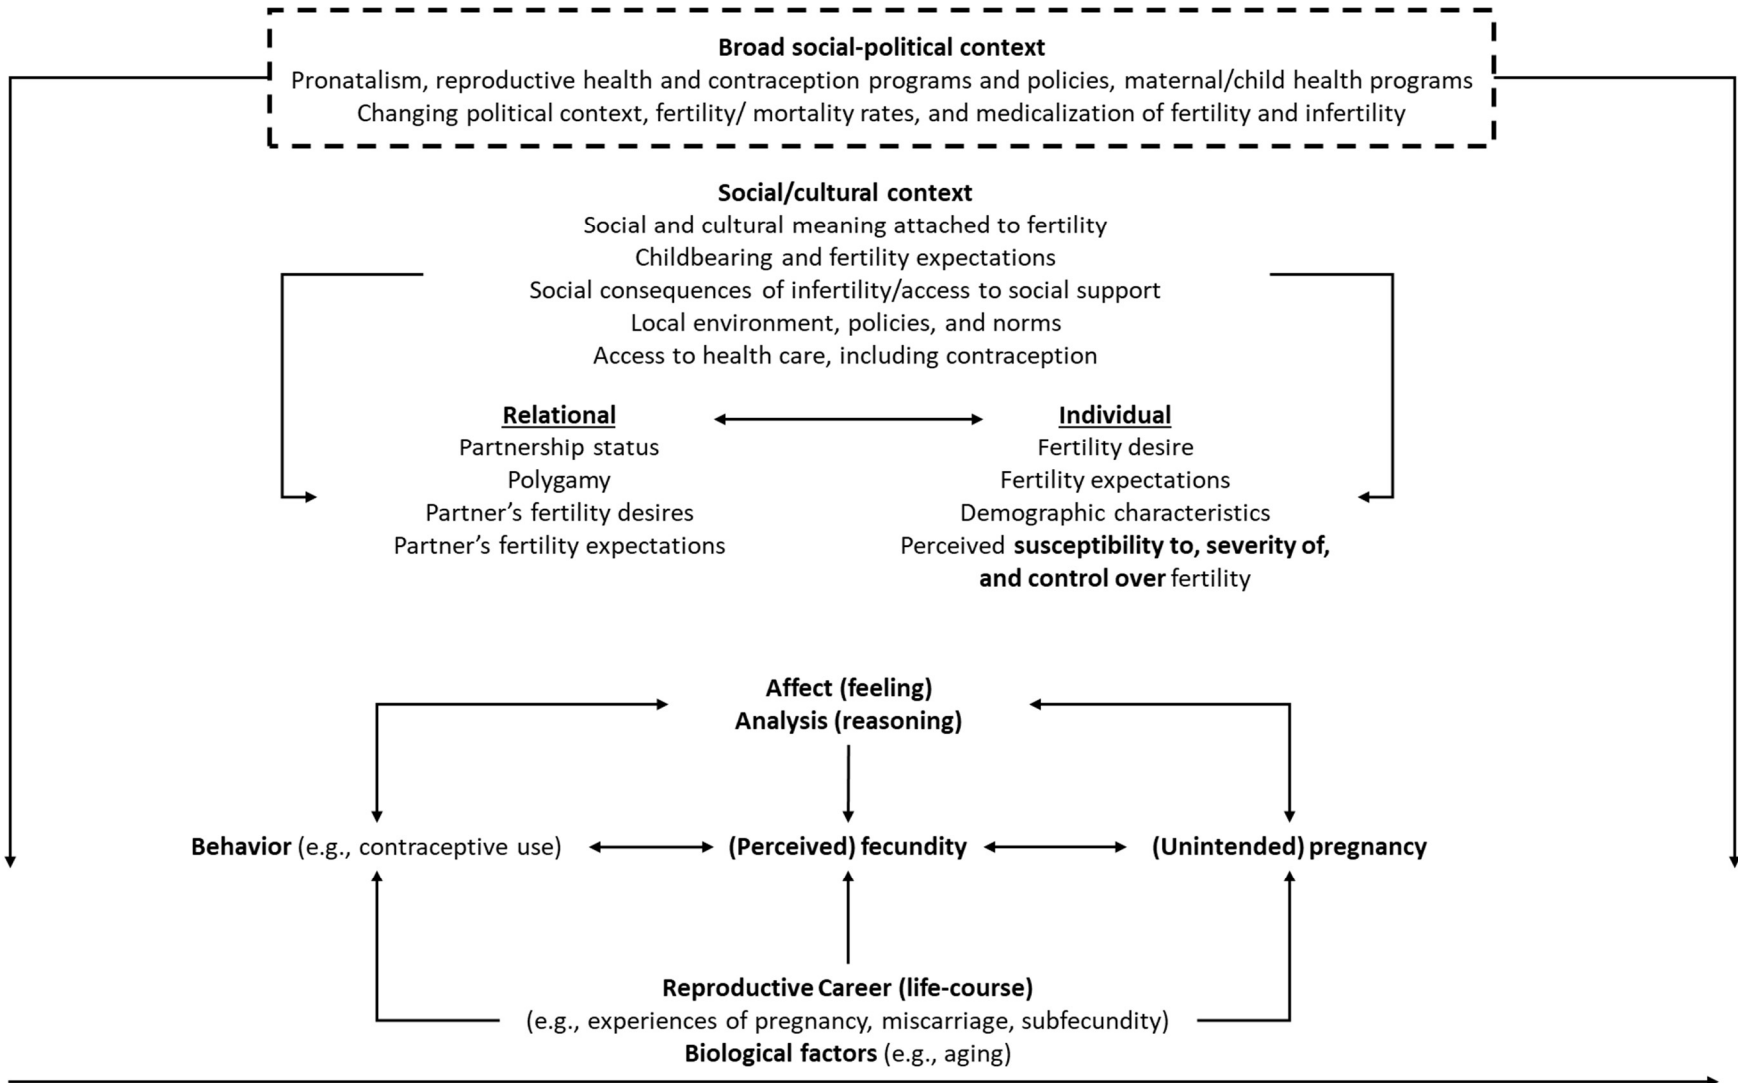 Broad social-political context
Pronatalism, reproductive health and contraception programs and policies, maternal/child health programs
Changing political context, fertility/ mortality rates, and medicalization of fertility and infertility
Social/cultural context
Social and cultural meaning attached to fertility
Childbearing and fertility expectations
Social consequences of infertility/access to social support
Local environment, policies, and norms
Access to health care, including contraception
Relational
Partnership status
Polygamy
Partner's fertility desires
Partner's fertility expectations
Individual
Fertility desire
Fertility expectations
Demographic characteristics
Perceived susceptibility to, severity of,
and control over fertility
Affect (feeling)
Analysis (reasoning)
Behavior (e.g., contraceptive use)
(Perceived) fecundity
(Unintended) pregnancy
Reproductive Career (life-course)
(e.g., experiences of pregnancy, miscarriage, subfecundity)
Biological factors (e.g., aging)